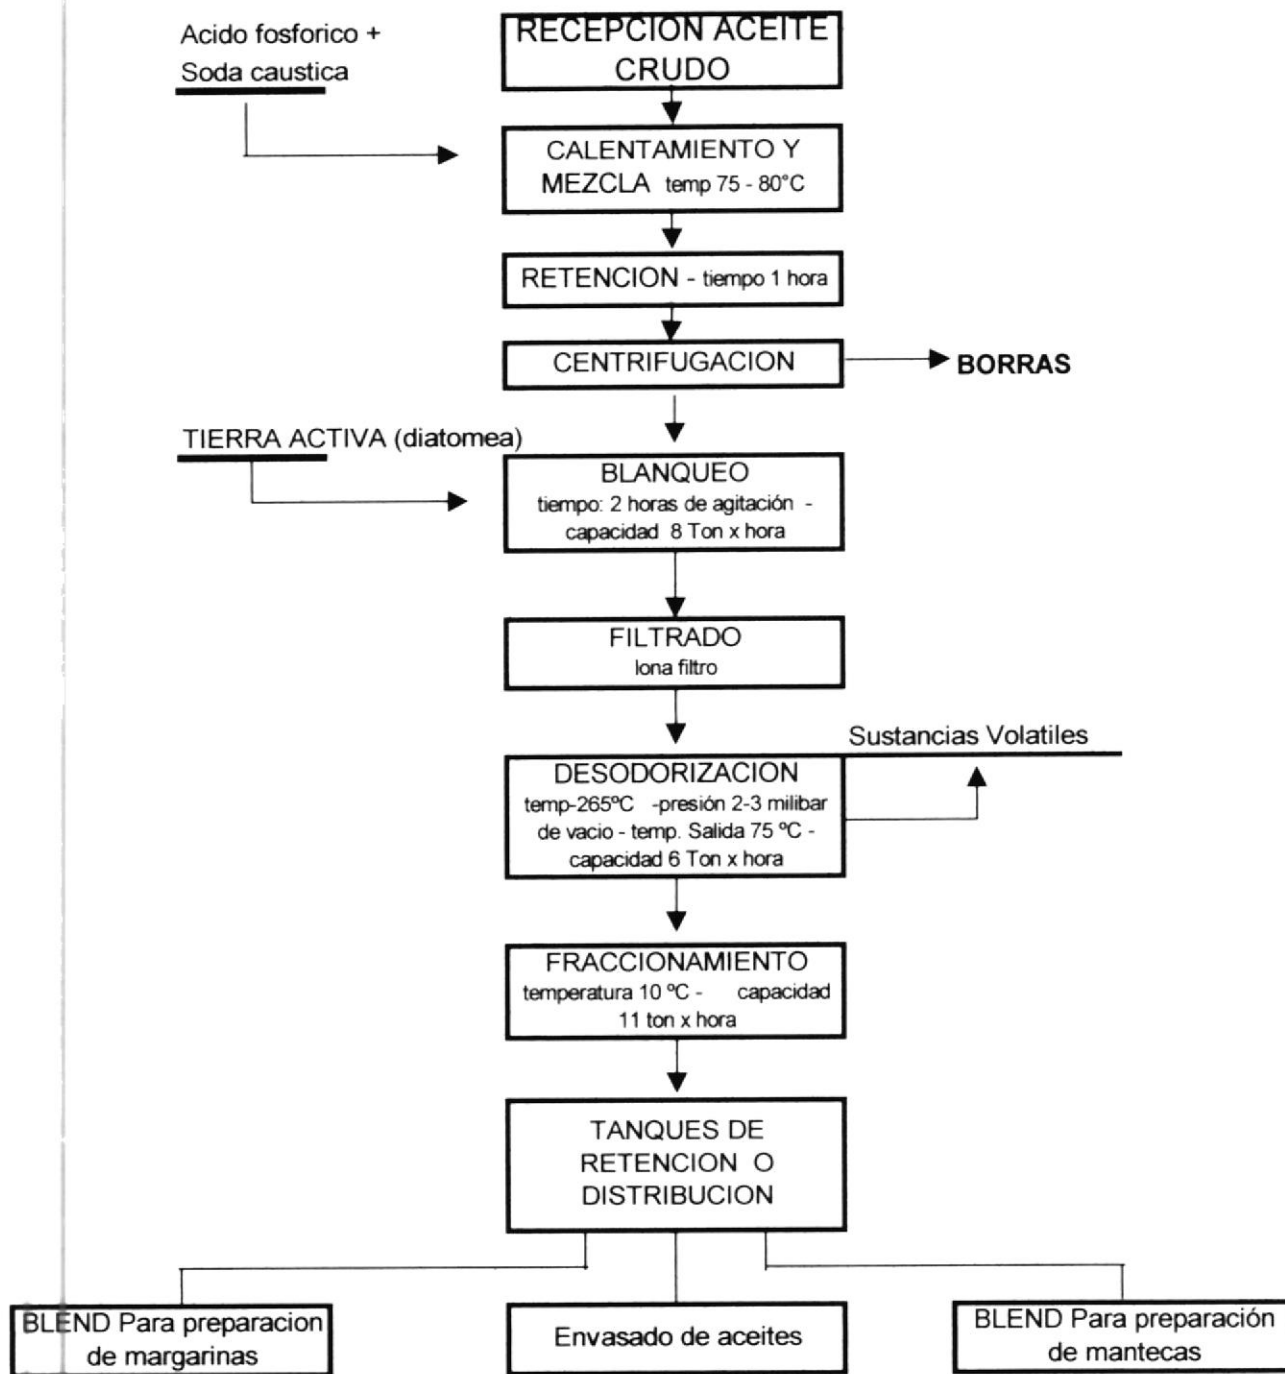 Acido fosforico +
Soda caustica
RECEPCION ACEITE
CRUDO
CALENTAMIENTO Y
MEZCLA temp 75 - 80°C
RETENCION - tiempo 1 hora
CENTRIFUGACION
BORRAS
TIERRA ACTIVA (diatomea)
BLANQUEO
tiempo: 2 horas de agitación -
capacidad 8 Ton x hora
FILTRADO
lona filtro
Sustancias Volatiles
DESODORIZACION
temp-265ºC -presión 2-3 milibar
de vacio - temp. Salida 75 ºC -
capacidad 6 Ton x hora
FRACCIONAMIENTO
temperatura 10 ºC - capacidad
11 ton x hora
TANQUES DE
RETENCION O
DISTRIBUCION
BLEND Para preparacion
de margarinas
Envasado de aceites
BLEND Para preparación
de mantecas